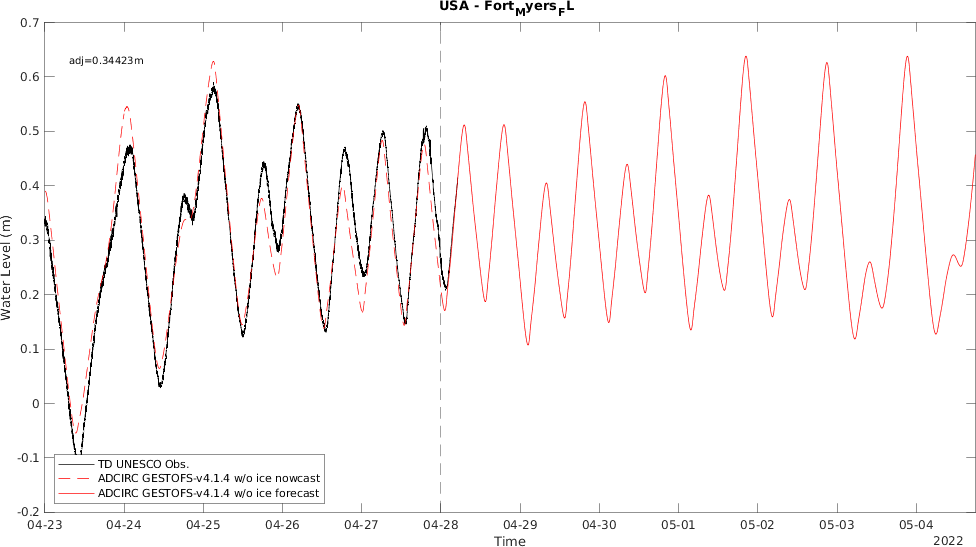 USA - Fort_Myers_FL
0.7
0.6
0.5
0.4
0.3
0.2
0.1
0
-0.1
-0.2
Water Level (m)
adj=0.34423m
TD UNESCO Obs.
ADCIRC GESTOFS-v4.1.4 w/o ice nowcast
ADCIRC GESTOFS-v4.1.4 w/o ice forecast
04-23 04-24 04-25 04-26 04-27 04-28 04-29 04-30 05-01 05-02 05-03 05-04
Time
2022